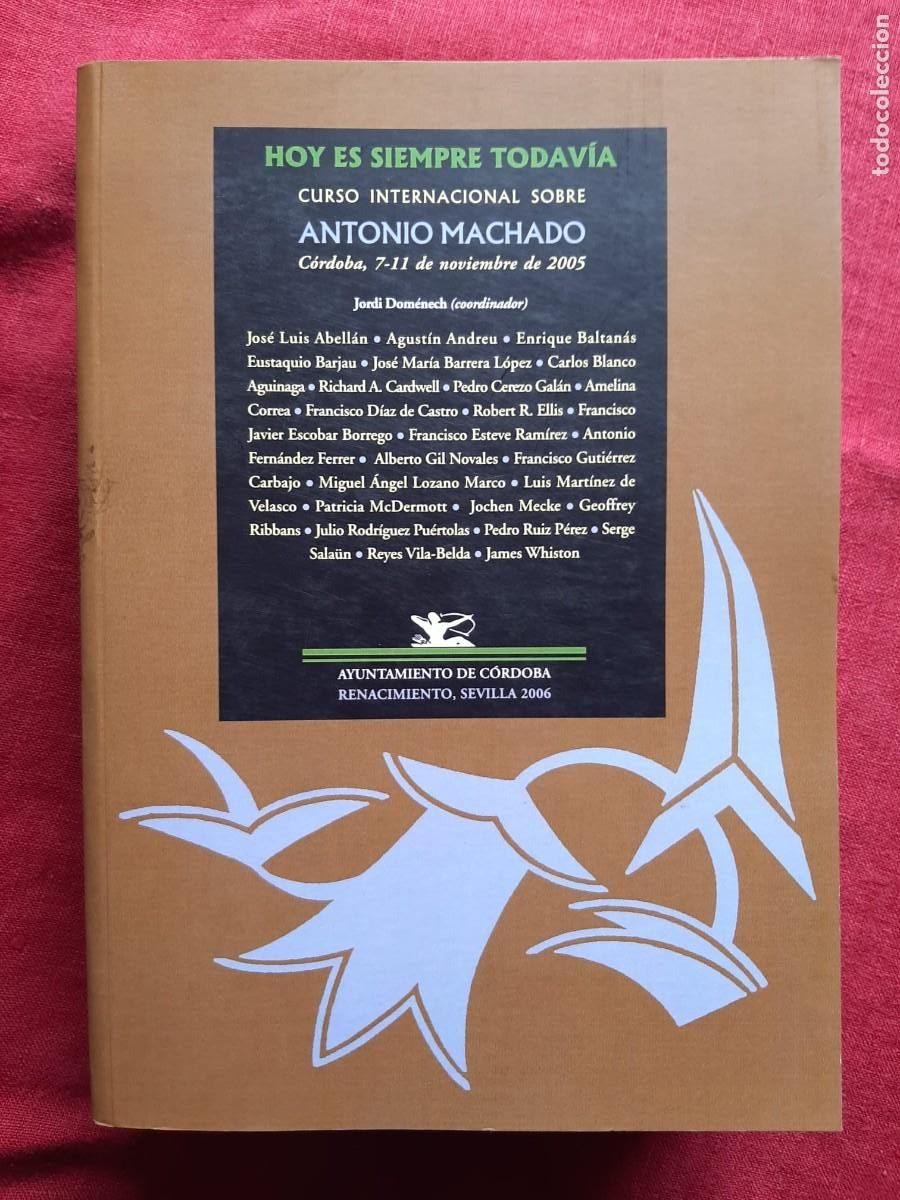 HOY ES SIEMPRE TODAVÍA
CURSO INTERNACIONAL SOBRE
ANTONIO MACHADO
Córdoba, 7-11 de noviembre de 2005
Jordi Doménech (coordinador)
José Luis Abellán • Agustín Andreu • Enrique Baltanás
Eustaquio Barjau • José María Barrera López • Carlos Blanco
Aguinaga • Richard A. Cardwell • Pedro Cerezo Galán • Amelina
Correa • Francisco Díaz de Castro • Robert R. Ellis • Francisco
Javier Escobar Borrego • Francisco Esteve Ramírez • Antonio
Fernández Ferrer • Alberto Gil Novales • Francisco Gutiérrez
Carbajo • Miguel Ángel Lozano Marco • Luis Martínez de
Velasco • Patricia McDermott • Jochen Mecke • Geoffrey
Ribbans • Julio Rodríguez Puértolas • Pedro Ruiz Pérez • Serge
Salaün • Reyes Vila-Belda • James Whiston
AYUNTAMIENTO DE CÓRDOBA
RENACIMIENTO, SEVILLA 2006
todocoleccion